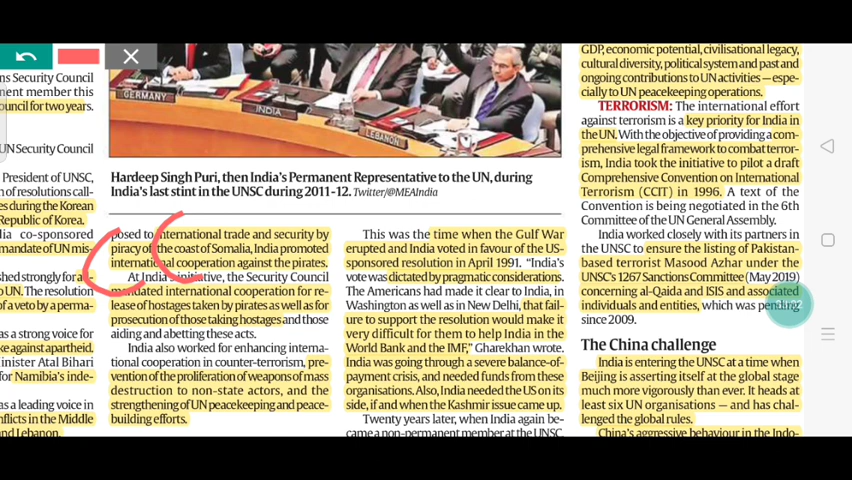 ns Security Council
nent member this
ouncil for two years.
UN Security Council
President of UNSC,
n of resolutions call-
es during the Korean
Republic of Korea.
ia co-sponsored
mandate of UN mis-
shed strongly for a
o UN. The resolution
of a veto by a perma-
as a strong voice for
ke against apartheid.
inister Atal Bihari
for Namibia's inde-
as a leading voice in
nflicts in the Middle
nd Lebanon.
GERMANY
INDIA
LEBANON
Hardeep Singh Puri, then India's Permanent Representative to the UN, during
India's last stint in the UNSC during 2011-12. Twitter/@MEAIndia
posed to international trade and security by
piracy off the coast of Somalia, India promoted
international cooperation against the pirates.
At India's initiative, the Security Council
mandated international cooperation for re-
lease of hostages taken by pirates as well as for
prosecution of those taking hostages and those
aiding and abetting these acts.
India also worked for enhancing interna-
tional cooperation in counter-terrorism, pre-
vention of the proliferation of weapons of mass
destruction to non-state actors, and the
strengthening of UN peacekeeping and peace-
building efforts.
This was the time when the Gulf War
erupted and India voted in favour of the US-
sponsored resolution in April 1991. "India's
vote was dictated by pragmatic considerations.
The Americans had made it clear to India, in
Washington as well as in New Delhi, that fail-
ure to support the resolution would make it
very difficult for them to help India in the
World Bank and the IMF," Gharekhan wrote.
India was going through a severe balance-of-
payment crisis, and needed funds from these
organisations. Also, India needed the US on its
side, if and when the Kashmir issue came up.
Twenty years later, when India again be-
came a non-permanent member at the UNSC,
GDP, economic potential, civilisational legacy,
cultural diversity, political system and past and
ongoing contributions to UN activities — espe-
cially to UN peacekeeping operations.
TERRORISM: The international effort
against terrorism is a key priority for India in
the UN. With the objective of providing a com-
prehensive legal framework to combat terror-
ism, India took the initiative to pilot a draft
Comprehensive Convention on International
Terrorism (CCIT) in 1996. A text of the
Convention is being negotiated in the 6th
Committee of the UN General Assembly.
India worked closely with its partners in
the UNSC to ensure the listing of Pakistan-
based terrorist Masood Azhar under the
UNSC's 1267 Sanctions Committee (May 2019)
concerning al-Qaida and ISIS and associated
individuals and entities, which was pending
since 2009.
The China challenge
India is entering the UNSC at a time when
Beijing is asserting itself at the global stage
much more vigorously than ever. It heads at
least six UN organisations — and has chal-
lenged the global rules.
China's aggressive behaviour in the Indo-